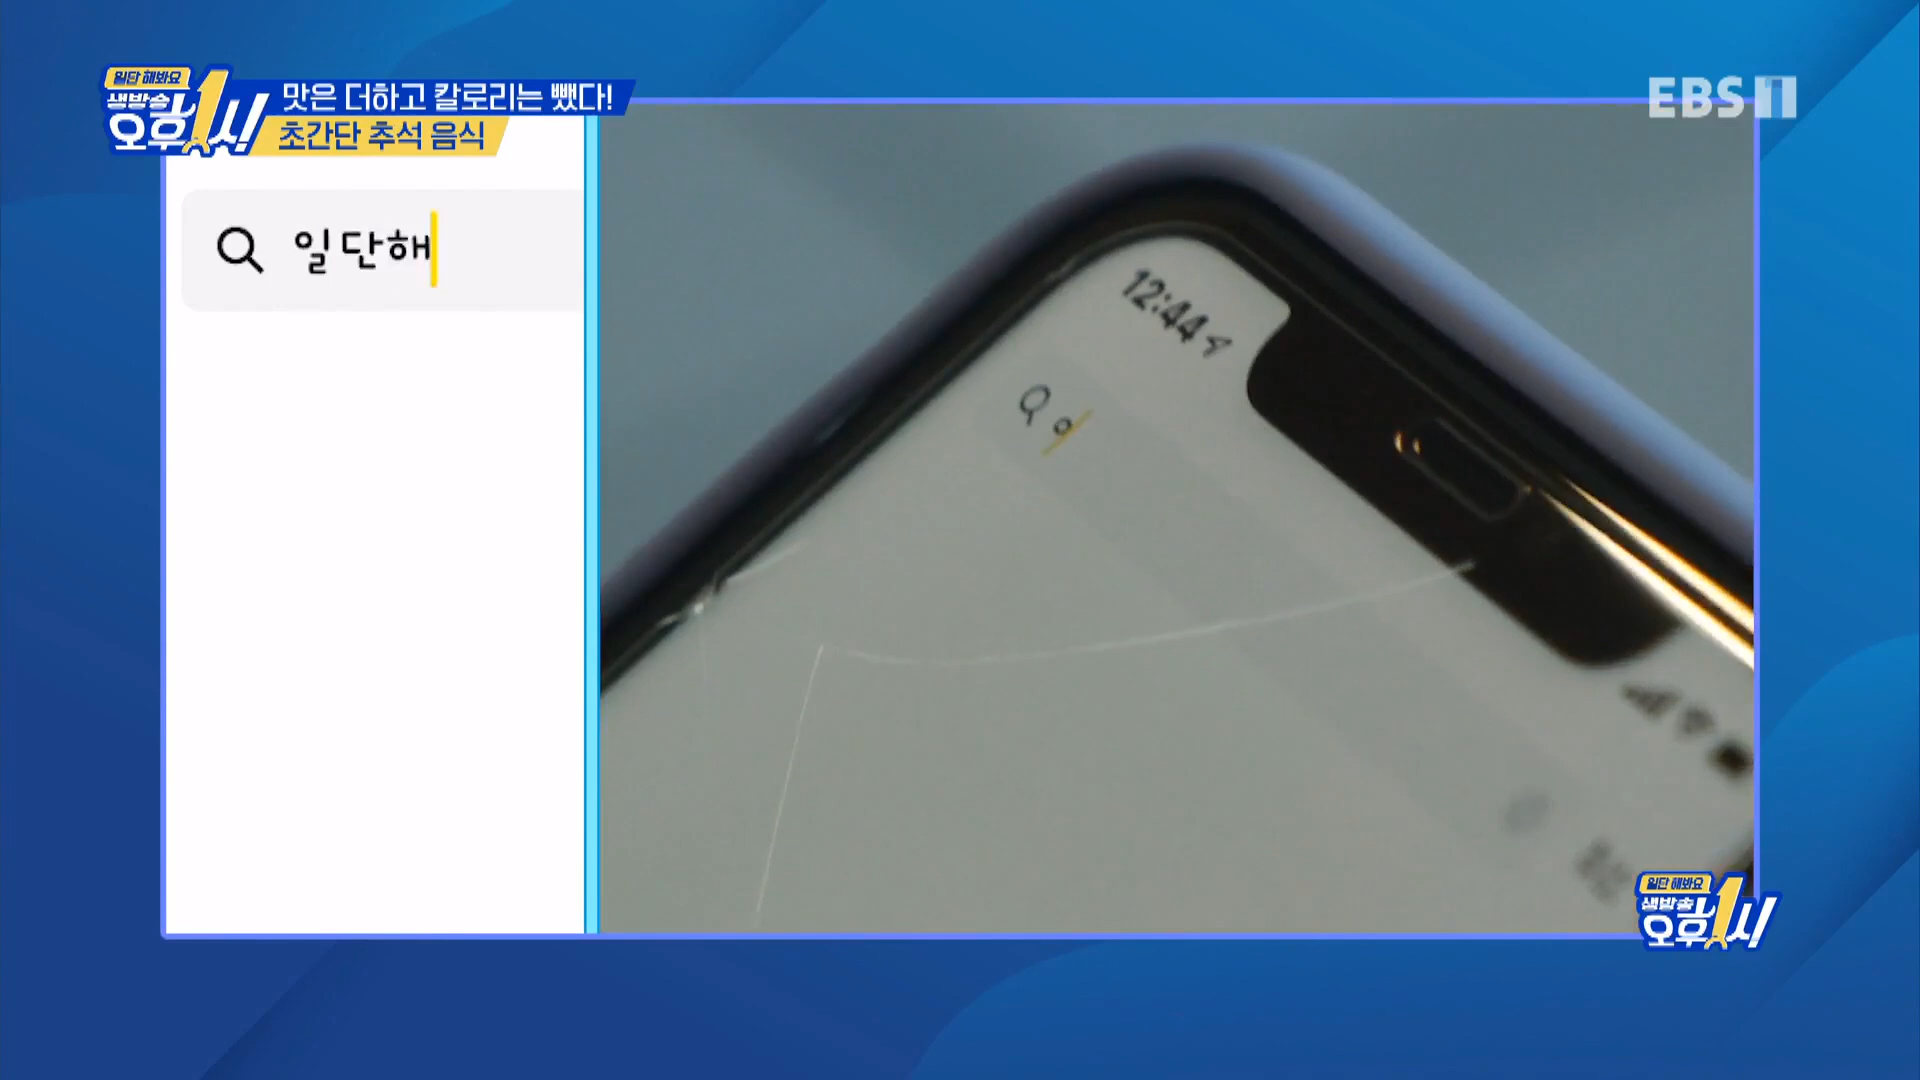 일단 해봐요
생방송
오후1시!
맛은 더하고 칼로리는 뺐다!
초간단 추석 음식
EBS 1
일단해
12:44
ㅇ
일단 해봐요
생방송
오후1시